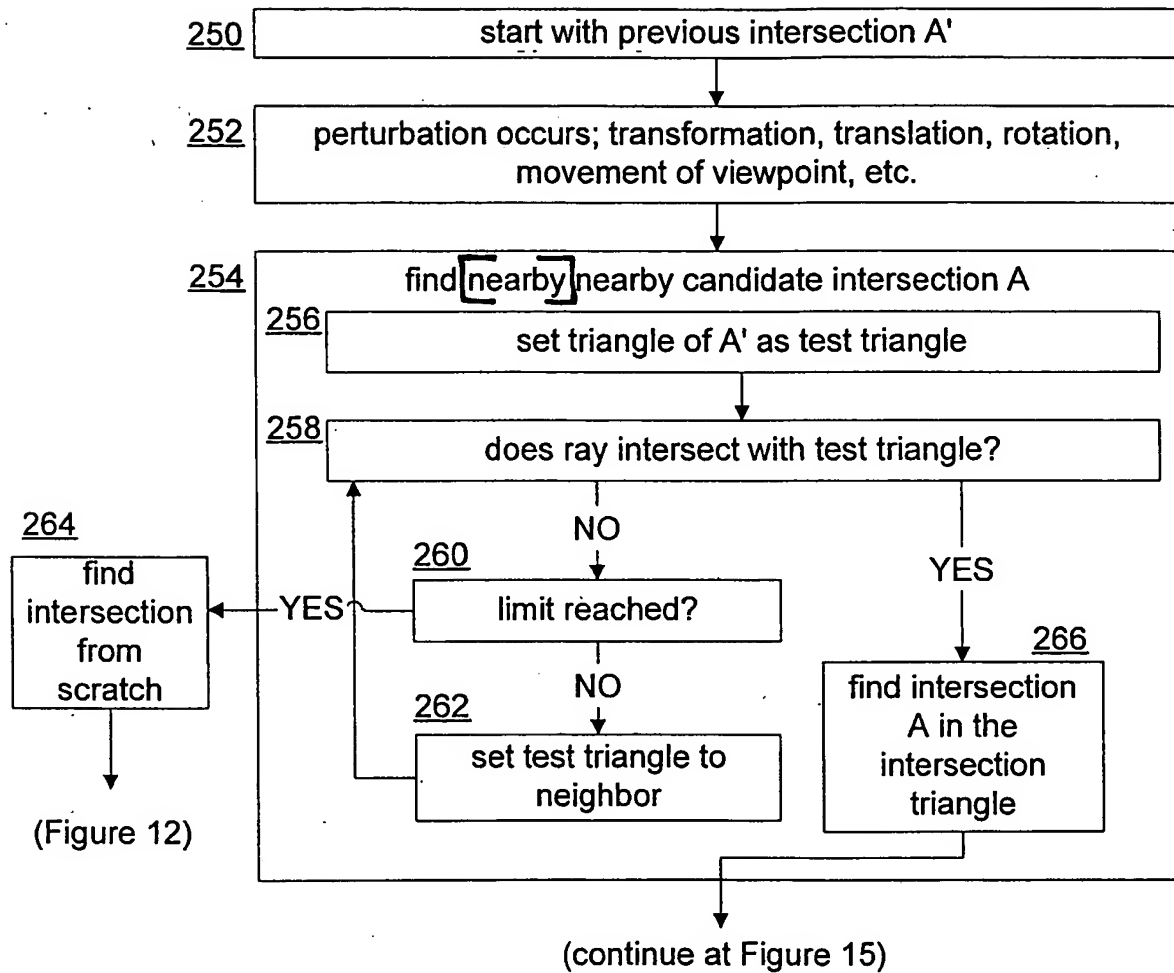 250
start with previous intersection A'
252
perturbation occurs; transformation, translation, rotation,
movement of viewpoint, etc.
254
find [nearby] nearby candidate intersection A
256
set triangle of A' as test triangle
258
does ray intersect with test triangle?
NO
YES
264
find
intersection
from
scratch
YES
260
limit reached?
NO
262
set test triangle to
neighbor
266
find intersection
A in the
intersection
triangle
(Figure 12)
(continue at Figure 15)